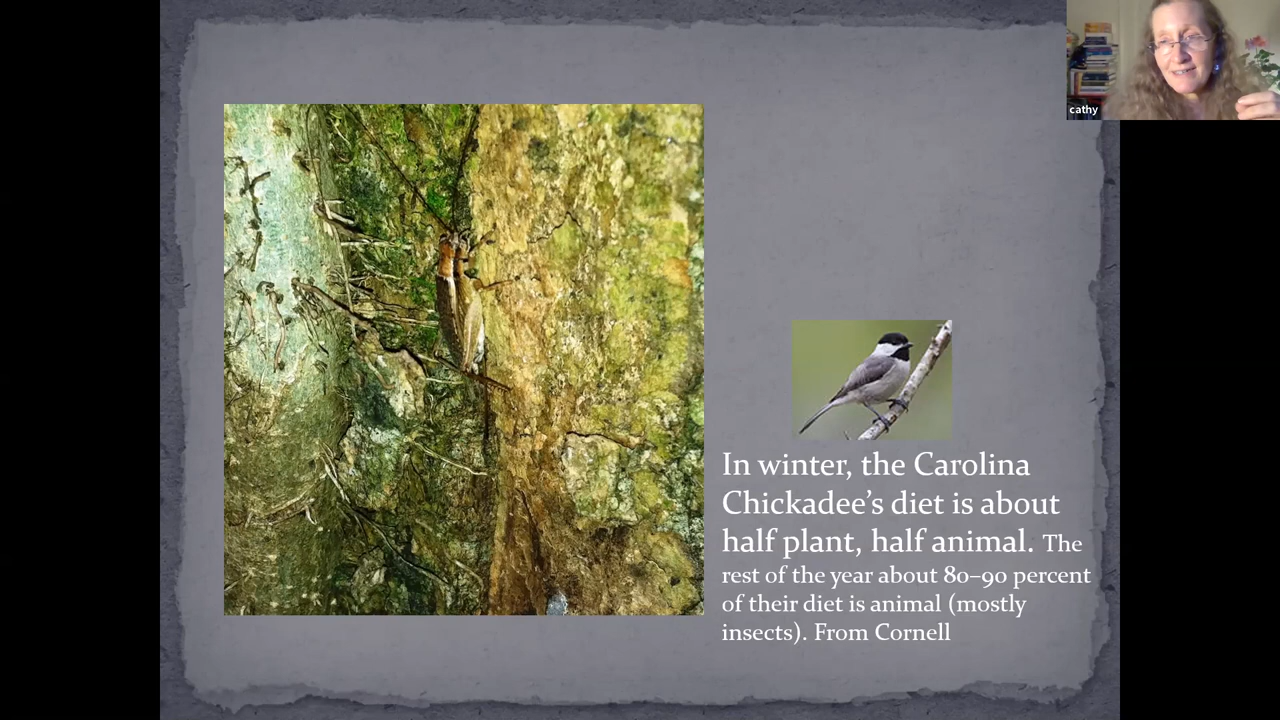 cathy
In winter, the Carolina
Chickadee’s diet is about
half plant, half animal. The
rest of the year about 80–90 percent
of their diet is animal (mostly
insects). From Cornell